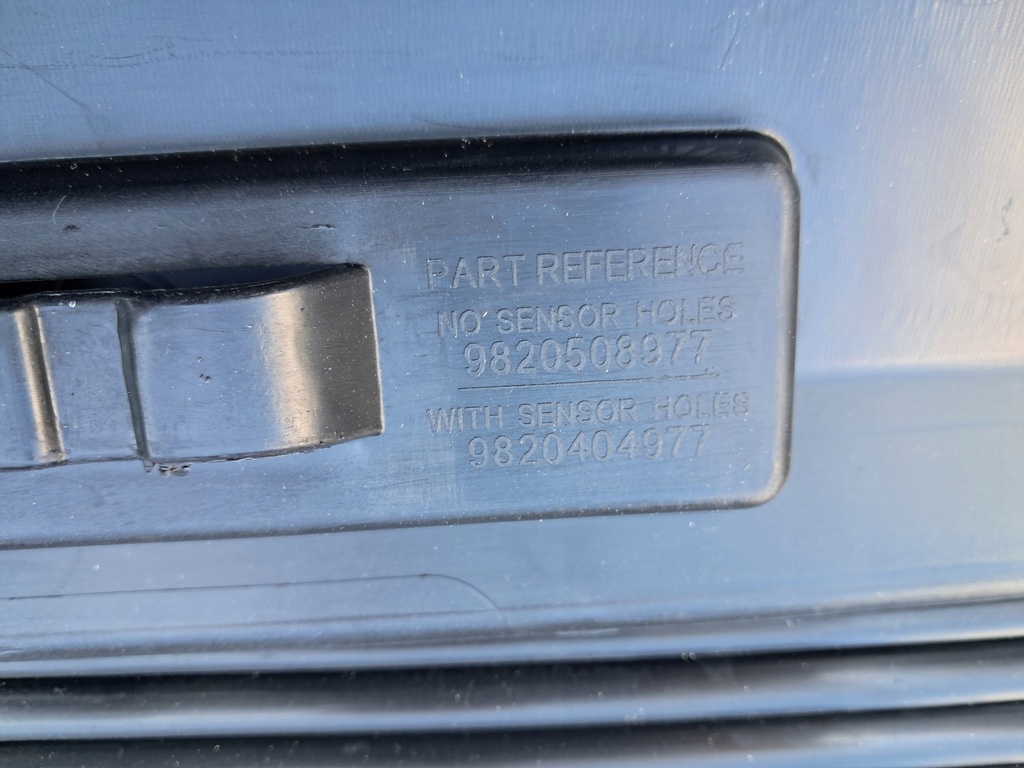 PART REFERENCE
NO SENSOR HOLES
9820508977
WITH SENSOR HOLES
9820404977